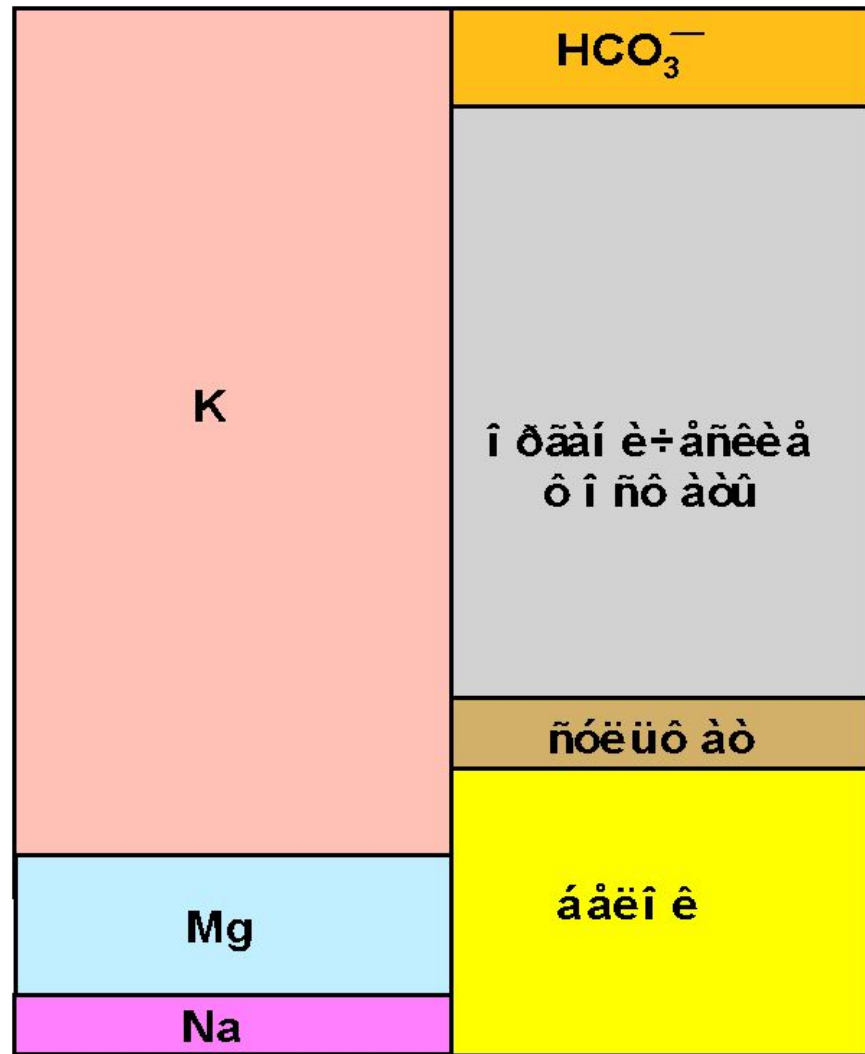 HCO₃⁻
K
î ðãàí è÷åñêèå
ô î ñô àòû
ñóëüô àò
Mg
áåëî ê
Na